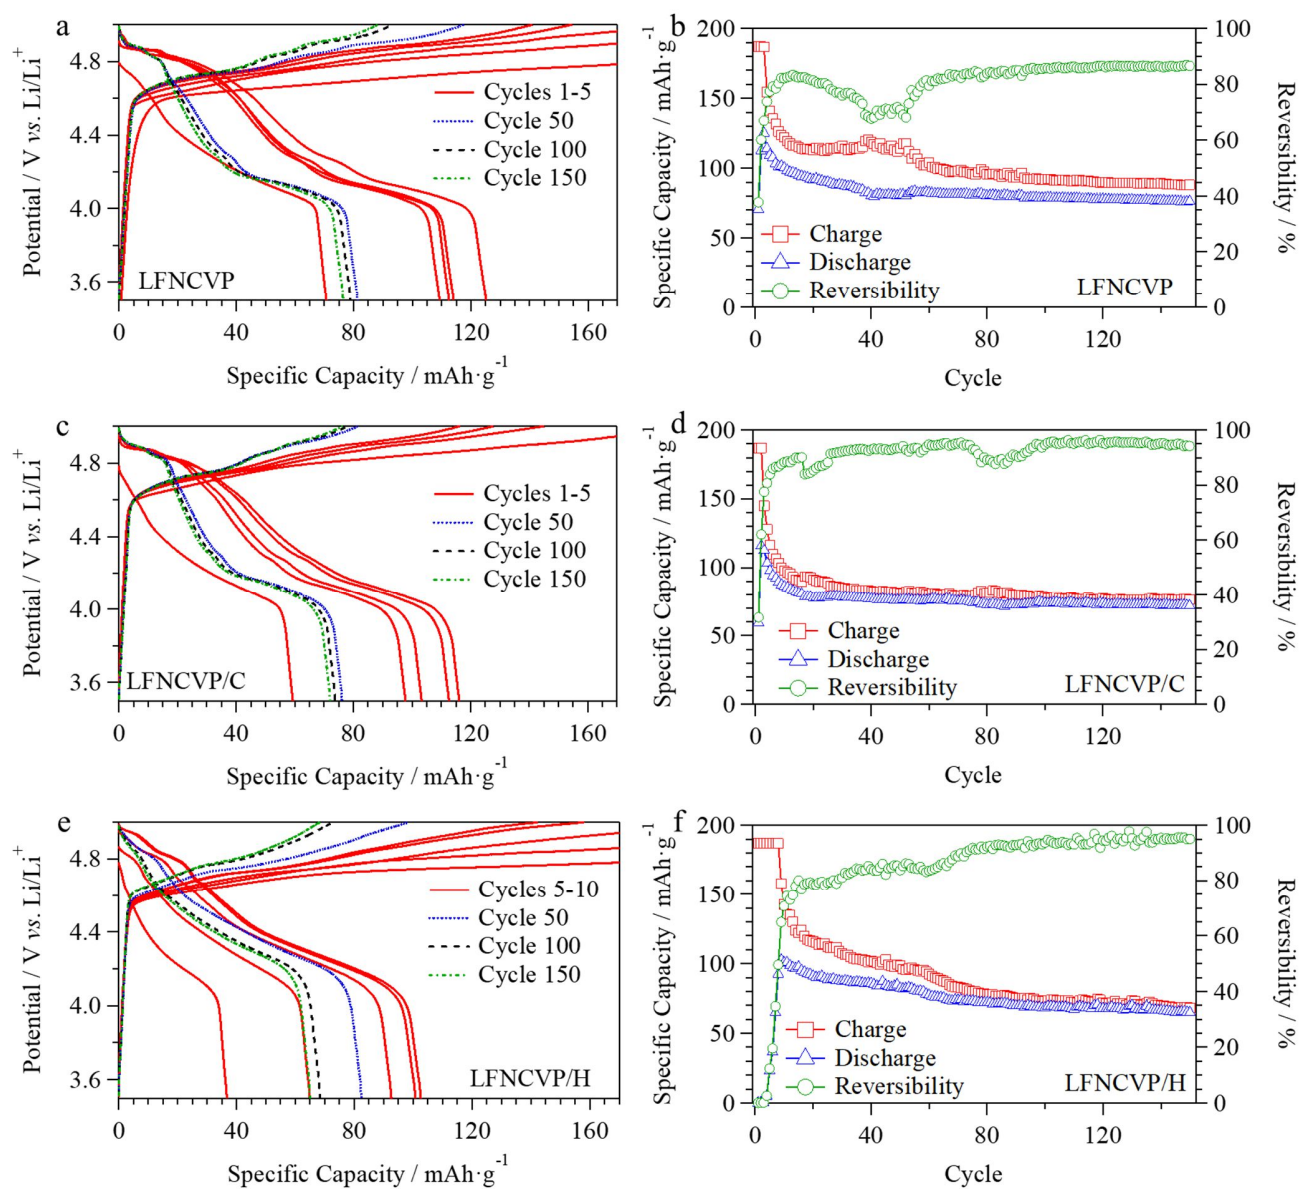 a
Potential / V vs. Li/Li+
4.8
4.4
4.0
3.6
Cycles 1-5
Cycle 50
Cycle 100
Cycle 150
LFNCVP
0 40 80 120 160
Specific Capacity / mAh·g-1
b
Specific Capacity / mAh·g-1
200
150
100
50
0
Charge
Discharge
Reversibility
LFNCVP
100
80
60
40
20
0
Reversibility / %
0 40 80 120
Cycle
c
Potential / V vs. Li/Li+
4.8
4.4
4.0
3.6
Cycles 1-5
Cycle 50
Cycle 100
Cycle 150
LFNCVP/C
0 40 80 120 160
Specific Capacity / mAh·g-1
d
Specific Capacity / mAh·g-1
200
150
100
50
0
Charge
Discharge
Reversibility
LFNCVP/C
100
80
60
40
20
0
Reversibility / %
0 40 80 120
Cycle
e
Potential / V vs. Li/Li+
4.8
4.4
4.0
3.6
Cycles 5-10
Cycle 50
Cycle 100
Cycle 150
LFNCVP/H
0 40 80 120 160
Specific Capacity / mAh·g-1
f
Specific Capacity / mAh·g-1
200
150
100
50
0
Charge
Discharge
Reversibility
LFNCVP/H
100
80
60
40
20
0
Reversibility / %
0 40 80 120
Cycle